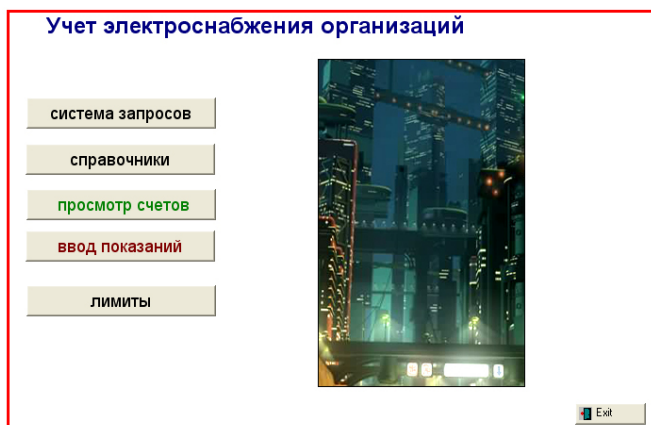 Учет электроснабжения организаций
система запросов
справочники
просмотр счетов
ввод показаний
лимиты
Exit